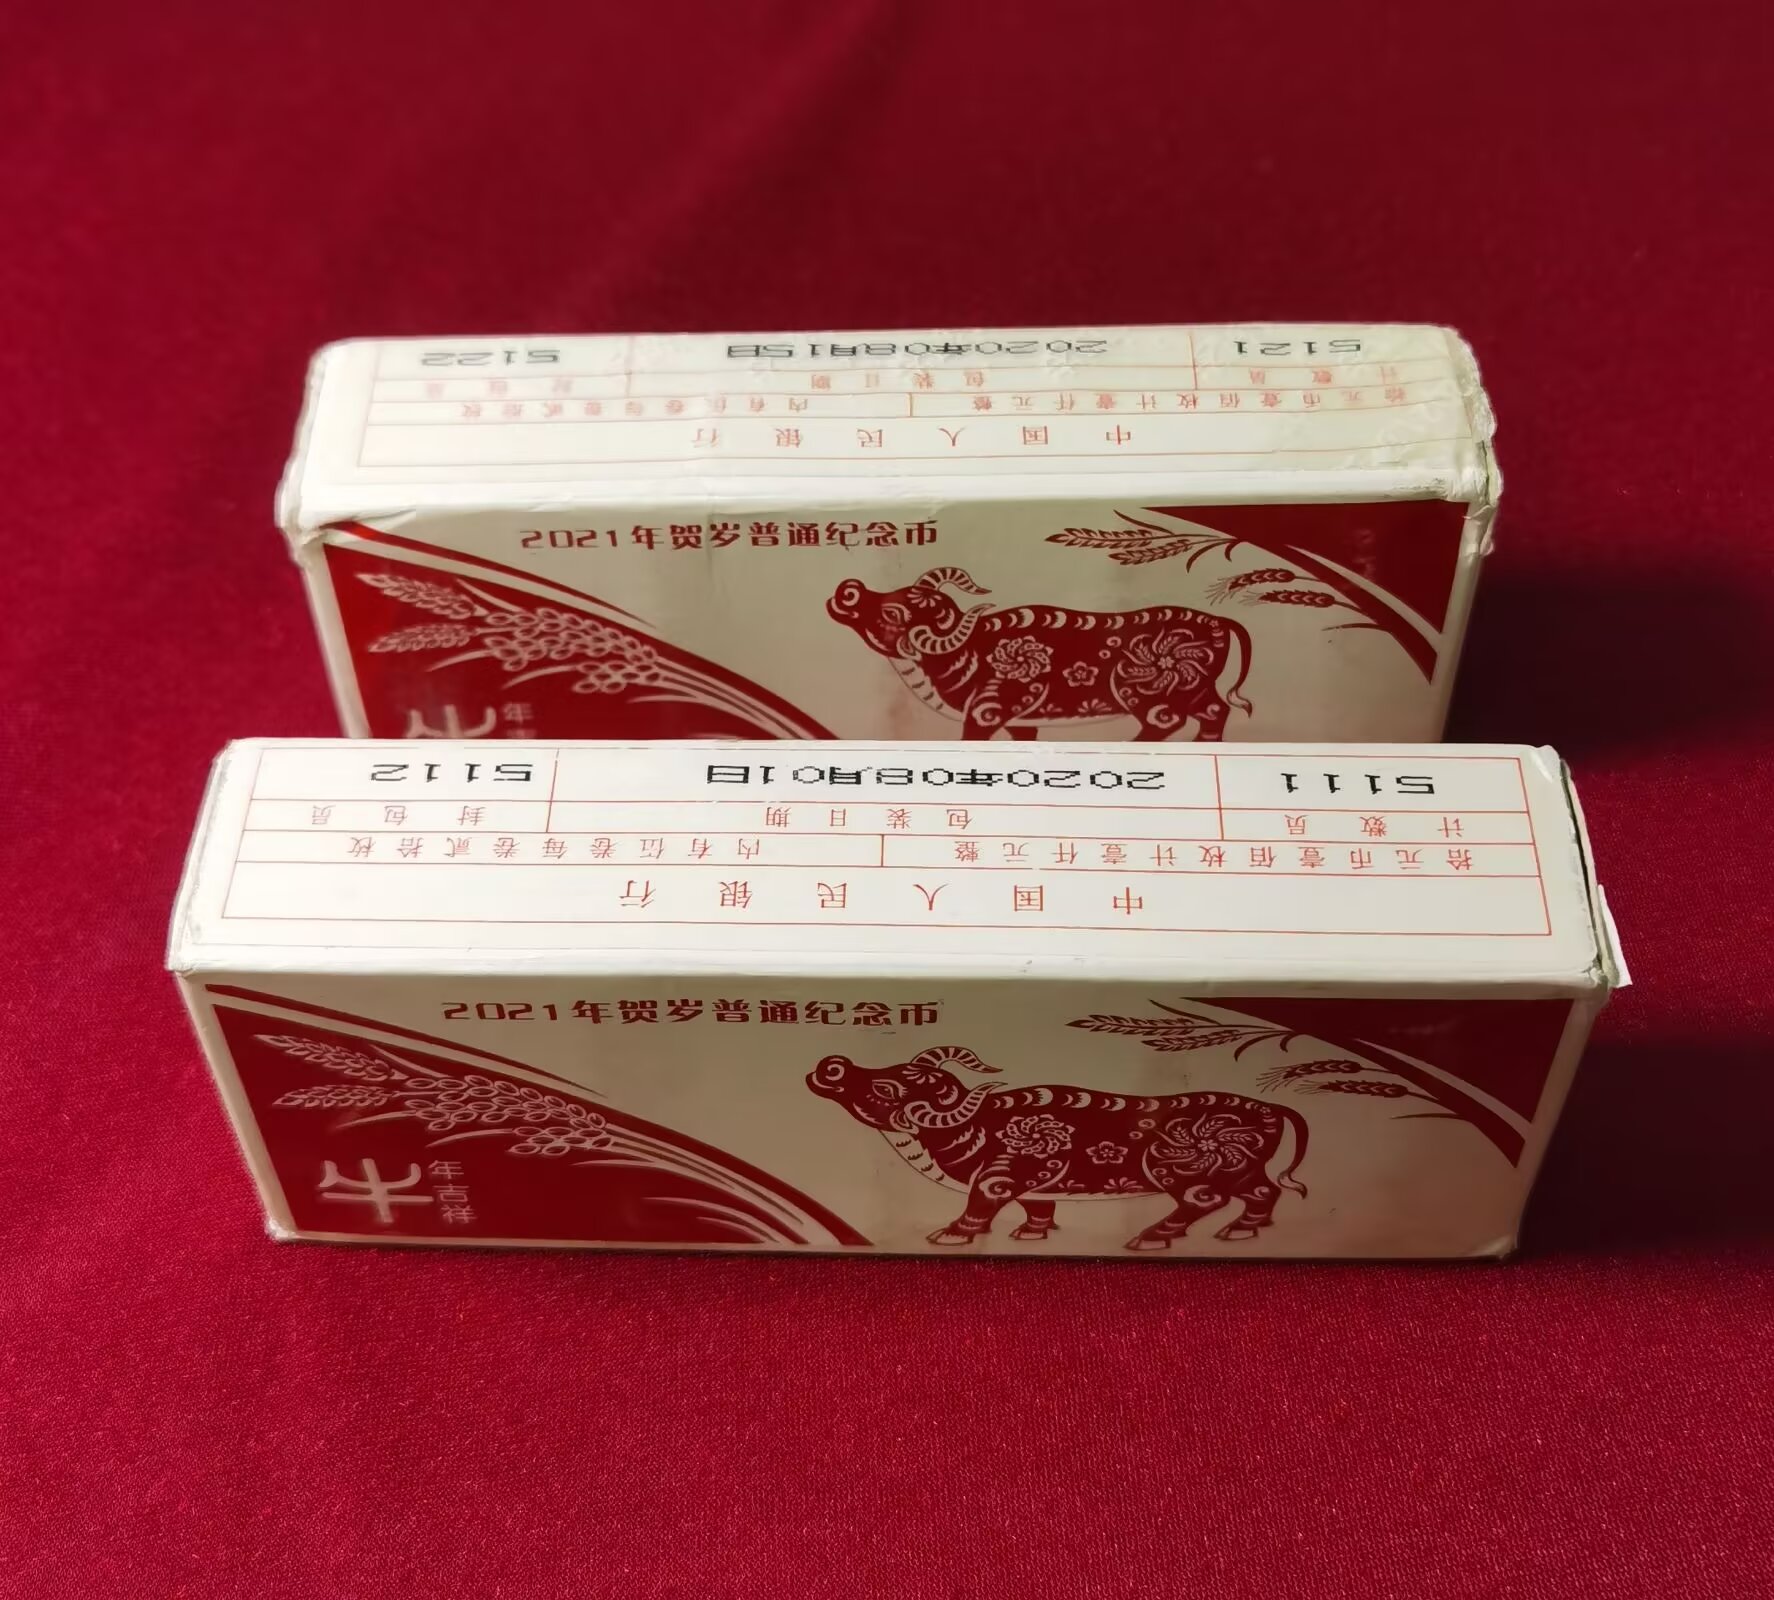 中国人民银行
拾元币壹佰枚计壹仟元整 内有伍卷每卷贰拾枚
计数员 包装日期 封包员
5121 2020年08月15日 5122
2021年贺岁普通纪念币
牛年
中国人民银行
拾元币壹佰枚计壹仟元整 内有伍卷每卷贰拾枚
计数员 包装日期 封包员
5111 2020年08月01日 5112
2021年贺岁普通纪念币
牛年吉祥